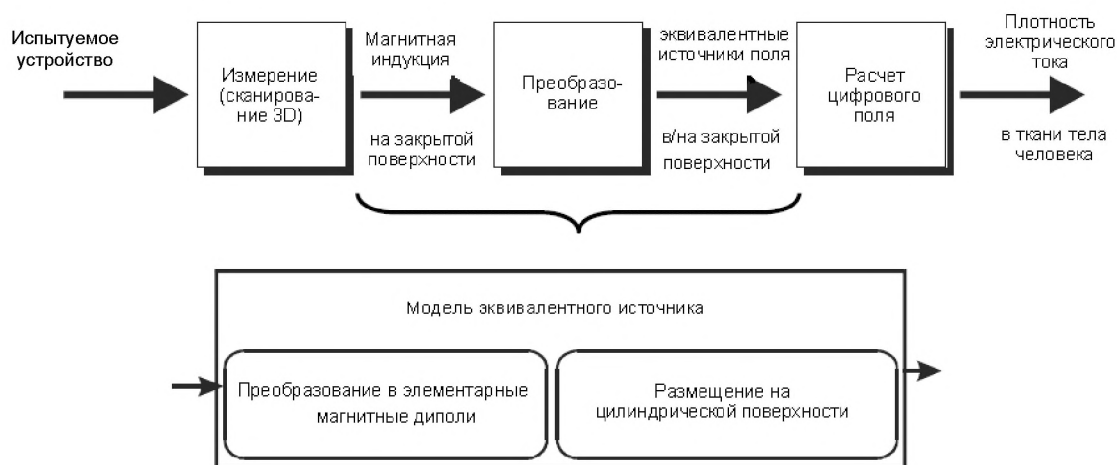 Испытуемое
устройство
Измерение
(сканирова-
ние 3D)
Магнитная
индукция
на закрытой
поверхности
Преобразо-
вание
эквивалентные
источники поля
в/на закрытой
поверхности
Расчет
цифрового
поля
Плотность
электрического
тока
в ткани тела
человека
Модель эквивалентного источника
Преобразование в элементарные
магнитные диполи
Размещение на
цилиндрической поверхности